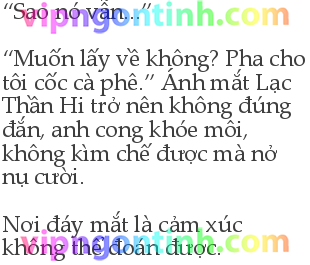 “Sao nó vẫn...”
vipngontinh.com
“Muốn lấy về không? Pha cho
tôi cốc cà phê.” Ánh mắt Lạc
Thần Hi trở nên không đúng
đắn, anh cong khóe môi,
không kìm chế được mà nở
nụ cười.
Nơi đáy mắt là cảm xúc
không thể đoán được.
vipngontinh.com